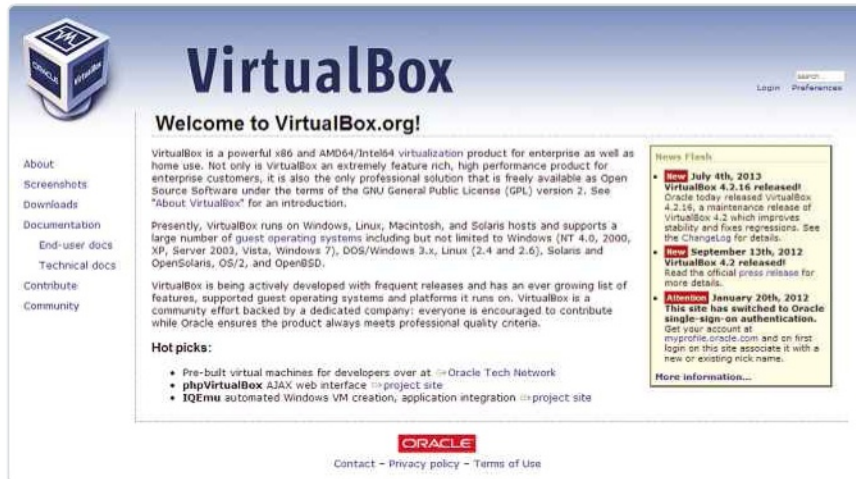 ORACLE
VirtualBox
VirtualBox
search...
Login Preferences
Welcome to VirtualBox.org!
About
Screenshots
Downloads
Documentation
End-user docs
Technical docs
Contribute
Community
VirtualBox is a powerful x86 and AMD64/Intel64 virtualization product for enterprise as well as
home use. Not only is VirtualBox an extremely feature rich, high performance product for
enterprise customers, it is also the only professional solution that is freely available as Open
Source Software under the terms of the GNU General Public License (GPL) version 2. See
"About VirtualBox" for an introduction.
Presently, VirtualBox runs on Windows, Linux, Macintosh, and Solaris hosts and supports a
large number of guest operating systems including but not limited to Windows (NT 4.0, 2000,
XP, Server 2003, Vista, Windows 7), DOS/Windows 3.x, Linux (2.4 and 2.6), Solaris and
OpenSolaris, OS/2, and OpenBSD.
VirtualBox is being actively developed with frequent releases and has an ever growing list of
features, supported guest operating systems and platforms it runs on. VirtualBox is a
community effort backed by a dedicated company: everyone is encouraged to contribute
while Oracle ensures the product always meets professional quality criteria.
Hot picks:
• Pre-built virtual machines for developers over at Oracle Tech Network
• phpVirtualBox AJAX web interface project site
• IQEmu automated Windows VM creation, application integration project site
News Flash
• New July 4th, 2013
VirtualBox 4.2.16 released!
Oracle today released VirtualBox
4.2.16, a maintenance release of
VirtualBox 4.2 which improves
stability and fixes regressions. See
the ChangeLog for details.
• New September 13th, 2012
VirtualBox 4.2 released!
Read the official press release for
more details.
• Attention January 20th, 2012
This site has switched to Oracle
single-sign-on authentication.
Get your account at
myprofile.oracle.com and on first
login on this site associate it with a
new or existing nick name.
More information...
ORACLE
Contact – Privacy policy – Terms of Use